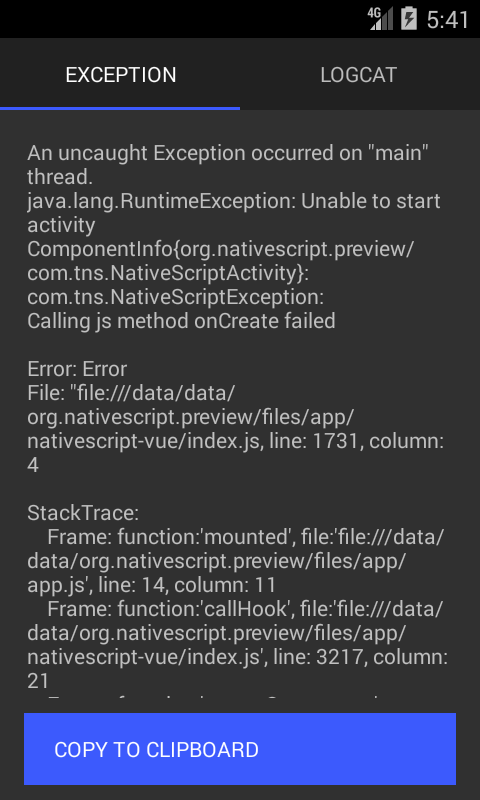 4G 5:41
EXCEPTION LOGCAT
An uncaught Exception occurred on "main"
thread.
java.lang.RuntimeException: Unable to start
activity
ComponentInfo{org.nativescript.preview/
com.tns.NativeScriptActivity}:
com.tns.NativeScriptException:
Calling js method onCreate failed
Error: Error
File: "file:///data/data/
org.nativescript.preview/files/app/
nativescript-vue/index.js, line: 1731, column:
4
StackTrace:
Frame: function:'mounted', file:'file:///data/
data/org.nativescript.preview/files/app/
app.js', line: 14, column: 11
Frame: function:'callHook', file:'file:///data/
data/org.nativescript.preview/files/app/
nativescript-vue/index.js', line: 3217, column:
21
COPY TO CLIPBOARD